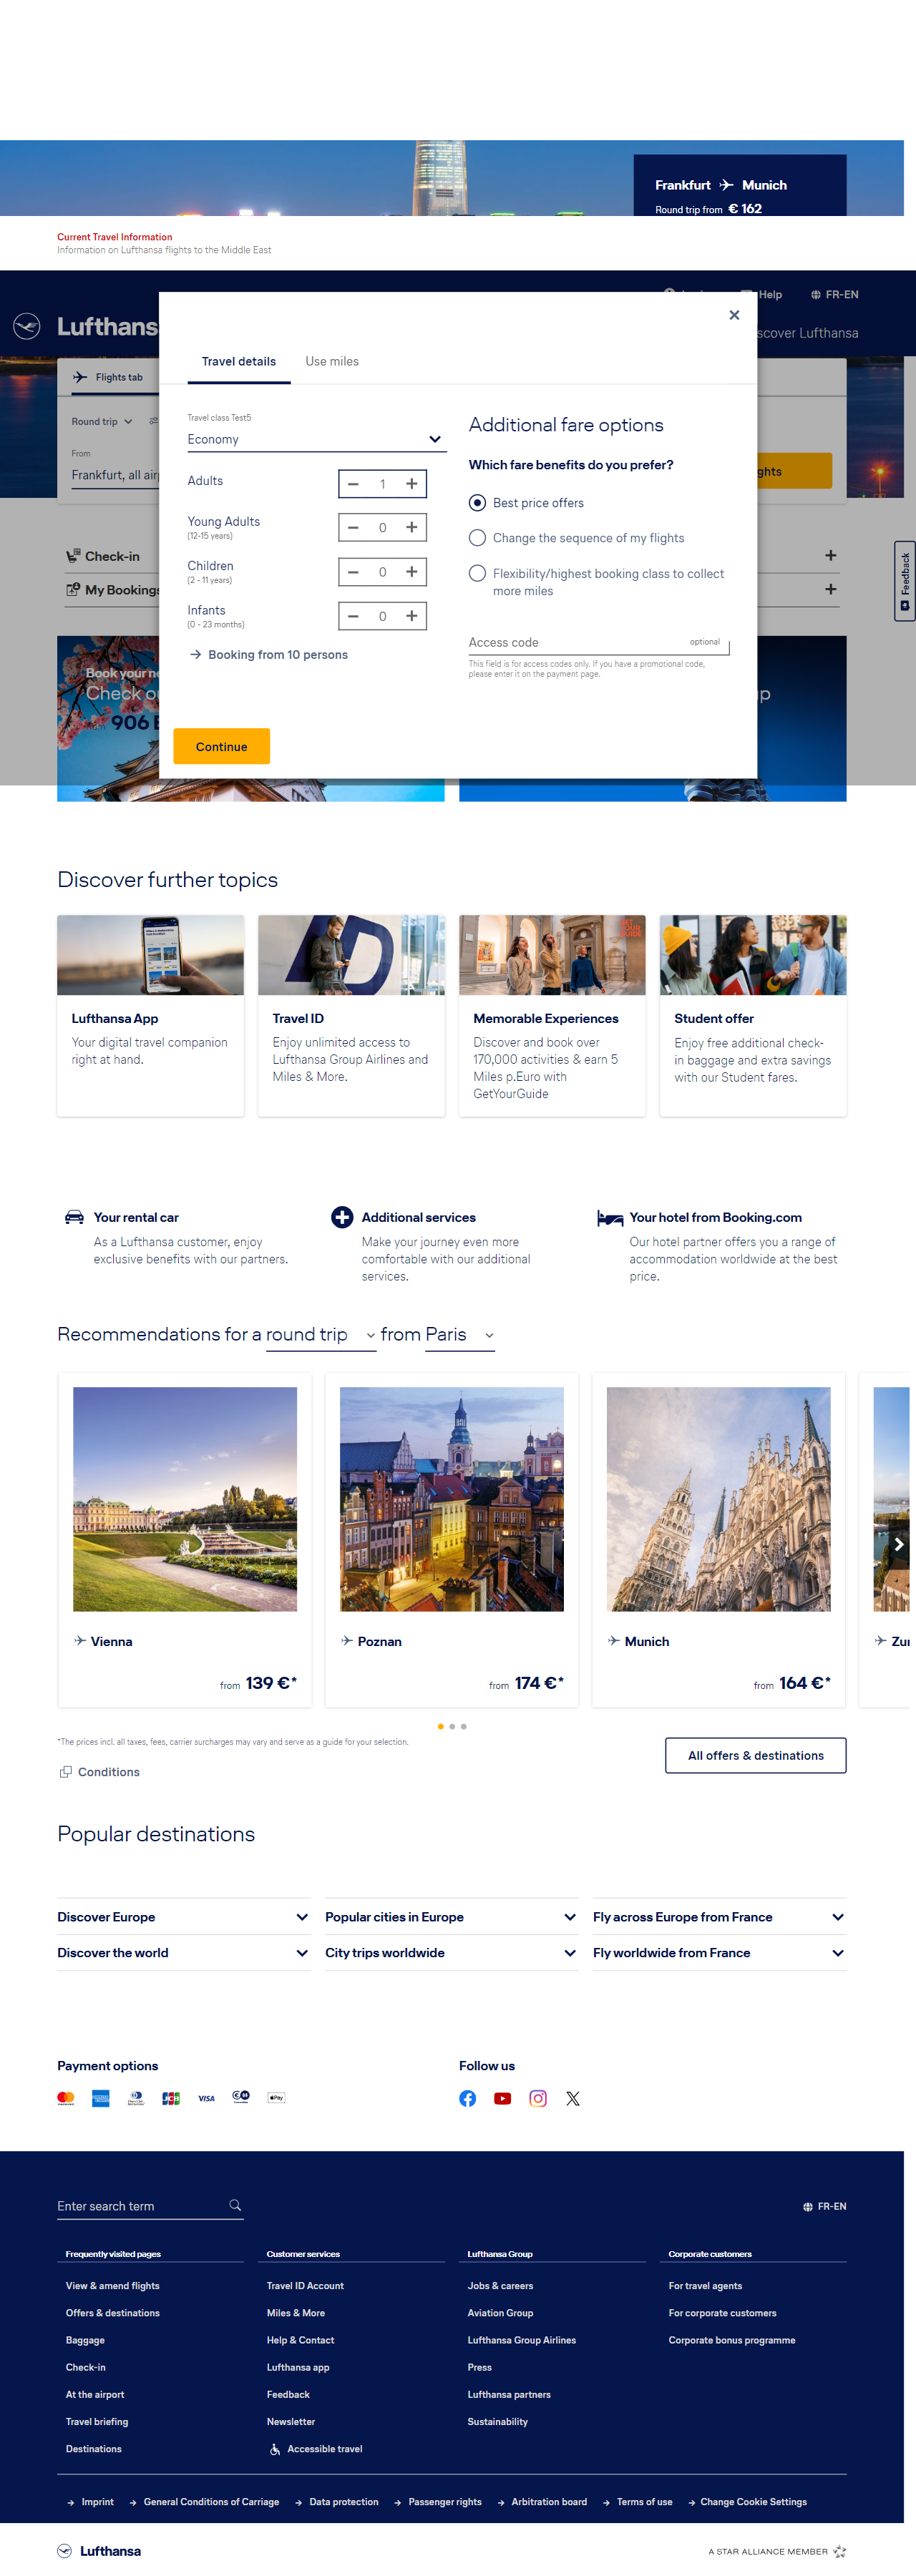 Frankfurt Munich
Round trip from € 162
Current Travel Information
Information on Lufthansa flights to the Middle East
Help FR-EN
Lufthans
scover Lufthansa
Travel details Use miles
Flights tab
Round trip
From
Frankfurt, all air
ghts
Travel class Test5
Economy
Adults
1
Young Adults
(12-15 years)
0
Children
(2 - 11 years)
0
Infants
(0 - 23 months)
0
Booking from 10 persons
Additional fare options
Which fare benefits do you prefer?
Best price offers
Change the sequence of my flights
Flexibility/highest booking class to collect
more miles
Access code optional
This field is for access codes only. If you have a promotional code,
please enter it on the payment page.
Continue
Check-in
My Bookings
Feedback
Book your ne
Check o
906 E
p
Discover further topics
Lufthansa App
Your digital travel companion
right at hand.
Travel ID
Enjoy unlimited access to
Lufthansa Group Airlines and
Miles & More.
GET
YOUR
GUIDE
Memorable Experiences
Discover and book over
170,000 activities & earn 5
Miles p.Euro with
GetYourGuide
Student offer
Enjoy free additional check-
in baggage and extra savings
with our Student fares.
Your rental car
As a Lufthansa customer, enjoy
exclusive benefits with our partners.
Additional services
Make your journey even more
comfortable with our additional
services.
Your hotel from Booking.com
Our hotel partner offers you a range of
accommodation worldwide at the best
price.
Recommendations for a round trip from Paris
Vienna
from 139 €*
Poznan
from 174 €*
Munich
from 164 €*
Zur
*The prices incl. all taxes, fees, carrier surcharges may vary and serve as a guide for your selection.
All offers & destinations
Conditions
Popular destinations
Discover Europe
Popular cities in Europe
Fly across Europe from France
Discover the world
City trips worldwide
Fly worldwide from France
Payment options
Follow us
VISA
Pay
Enter search term
FR-EN
Frequently visited pages
View & amend flights
Offers & destinations
Baggage
Check-in
At the airport
Travel briefing
Destinations
Customer services
Travel ID Account
Miles & More
Help & Contact
Lufthansa app
Feedback
Newsletter
Accessible travel
Lufthansa Group
Jobs & careers
Aviation Group
Lufthansa Group Airlines
Press
Lufthansa partners
Sustainability
Corporate customers
For travel agents
For corporate customers
Corporate bonus programme
Imprint General Conditions of Carriage Data protection Passenger rights Arbitration board Terms of use Change Cookie Settings
Lufthansa
A STAR ALLIANCE MEMBER